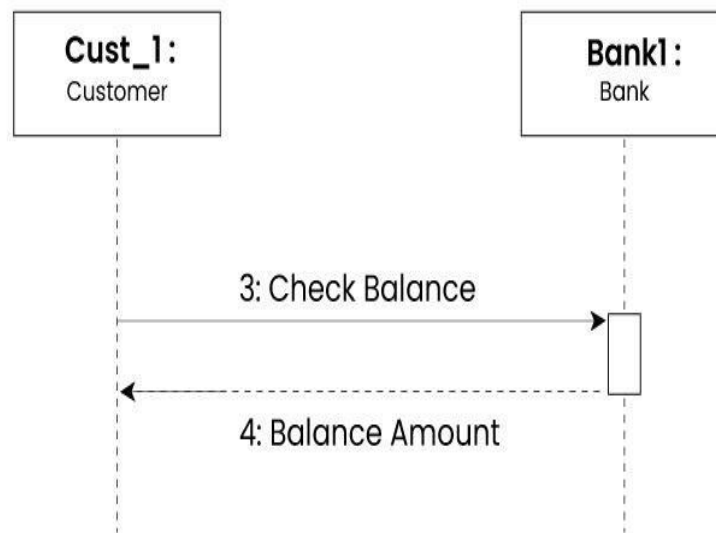 Cust_1:
Customer
Bank1:
Bank
3: Check Balance
4: Balance Amount